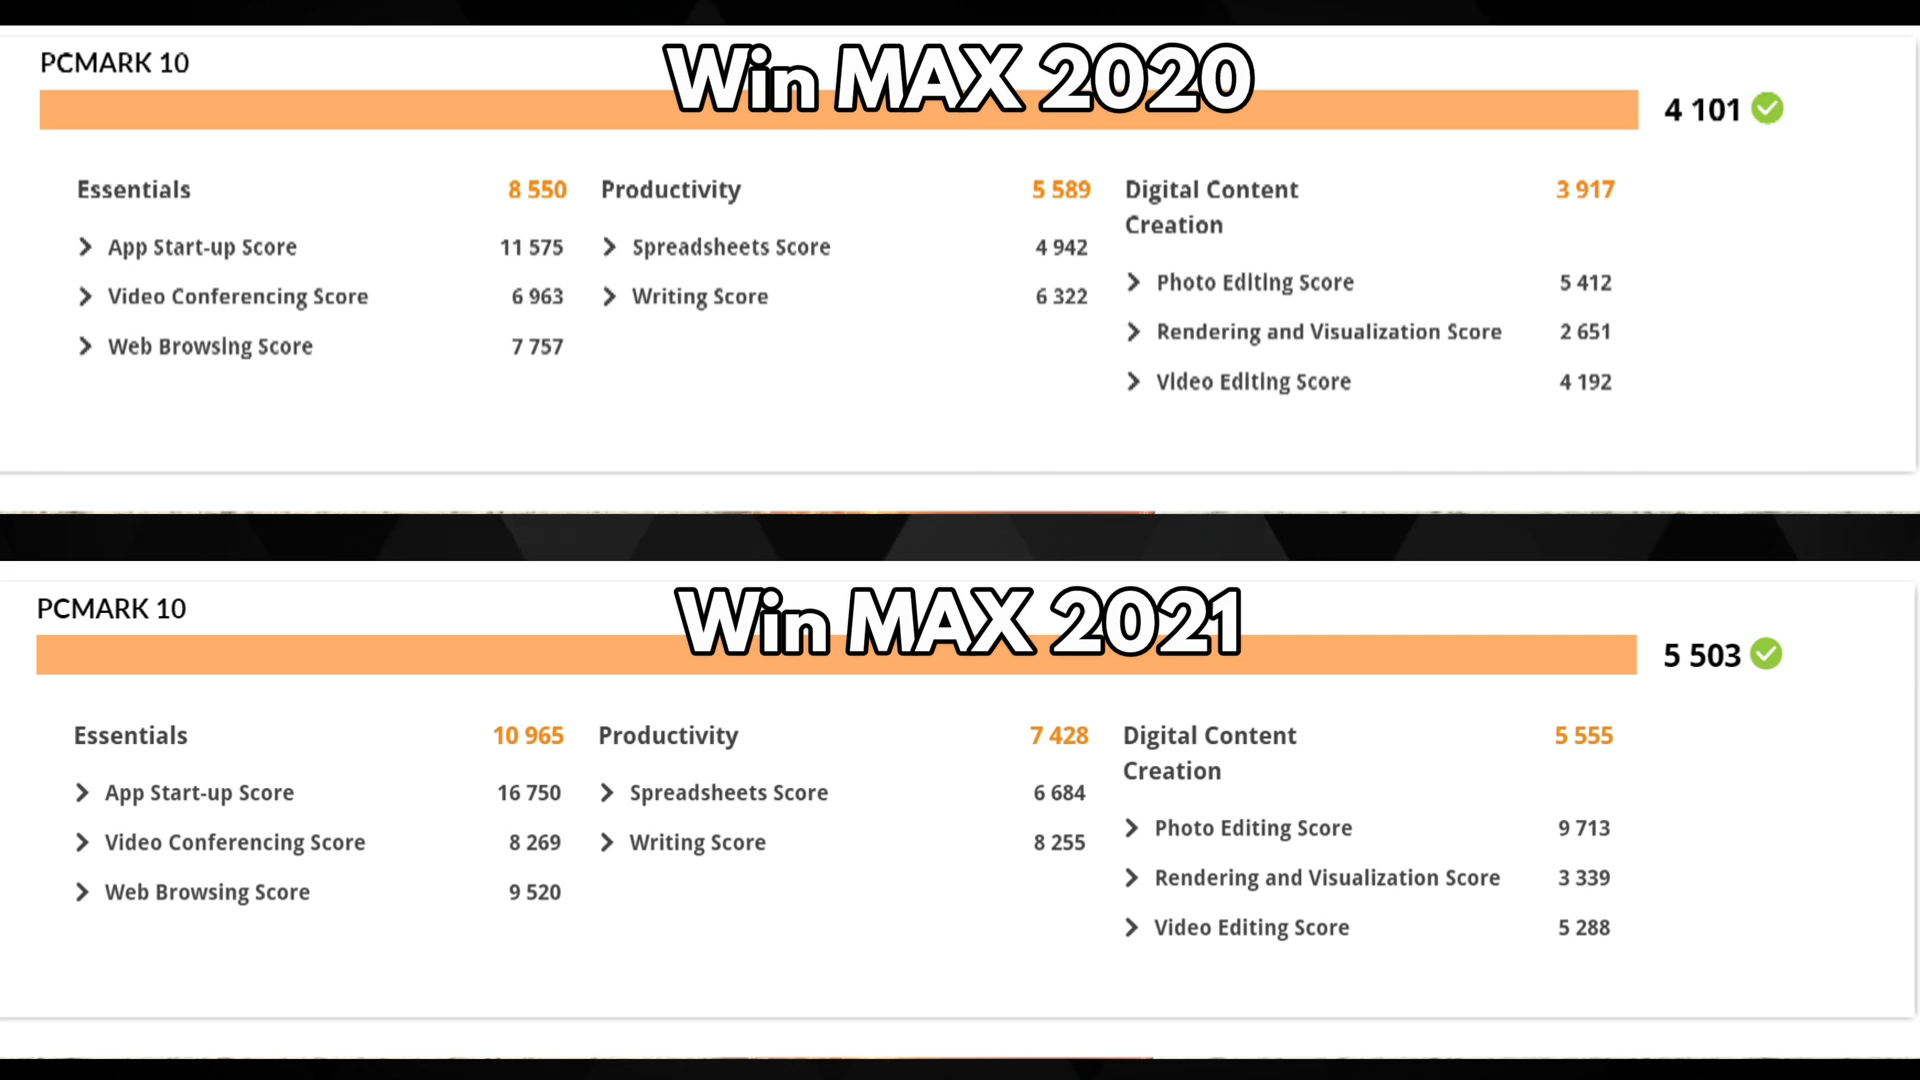 PCMARK 10
Win MAX 2020
4 101
Essentials 8 550
App Start-up Score 11 575
Video Conferencing Score 6 963
Web Browsing Score 7 757
Productivity 5 589
Spreadsheets Score 4 942
Writing Score 6 322
Digital Content
Creation
3 917
Photo Editing Score 5 412
Rendering and Visualization Score 2 651
Video Editing Score 4 192
PCMARK 10
Win MAX 2021
5 503
Essentials 10 965
App Start-up Score 16 750
Video Conferencing Score 8 269
Web Browsing Score 9 520
Productivity 7 428
Spreadsheets Score 6 684
Writing Score 8 255
Digital Content
Creation
5 555
Photo Editing Score 9 713
Rendering and Visualization Score 3 339
Video Editing Score 5 288